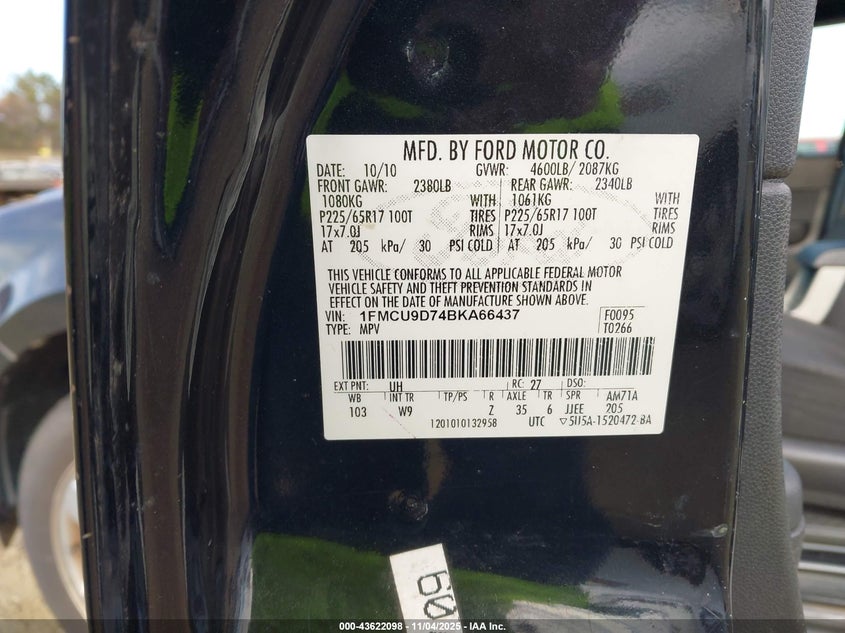 MFD. BY FORD MOTOR CO.
DATE: 10/10 GVWR: 4600LB/ 2087KG
FRONT GAWR: 2380LB REAR GAWR: 2340LB
1080KG WITH 1061KG WITH
P225/65R17 100T TIRES P225/65R17 100T TIRES
17x7.0J RIMS 17x7.0J RIMS
AT 205 kPa/ 30 PSI COLD AT 205 kPa/ 30 PSI COLD
THIS VEHICLE CONFORMS TO ALL APPLICABLE FEDERAL MOTOR
VEHICLE SAFETY AND THEFT PREVENTION STANDARDS IN
EFFECT ON THE DATE OF MANUFACTURE SHOWN ABOVE.
VIN: 1FMCU9D74BKA66437 F0095
TYPE: MPV T0266
EXT PNT: UH RC: 27 DSO:
WB INT TR TP/PS R AXLE TR SPR AM71A
103 W9 Z 35 6 JJEE 205
1201010132958 UTC ▽5U5A-1520472-BA
60
000-43622098 - 11/04/2025 - IAA Inc.